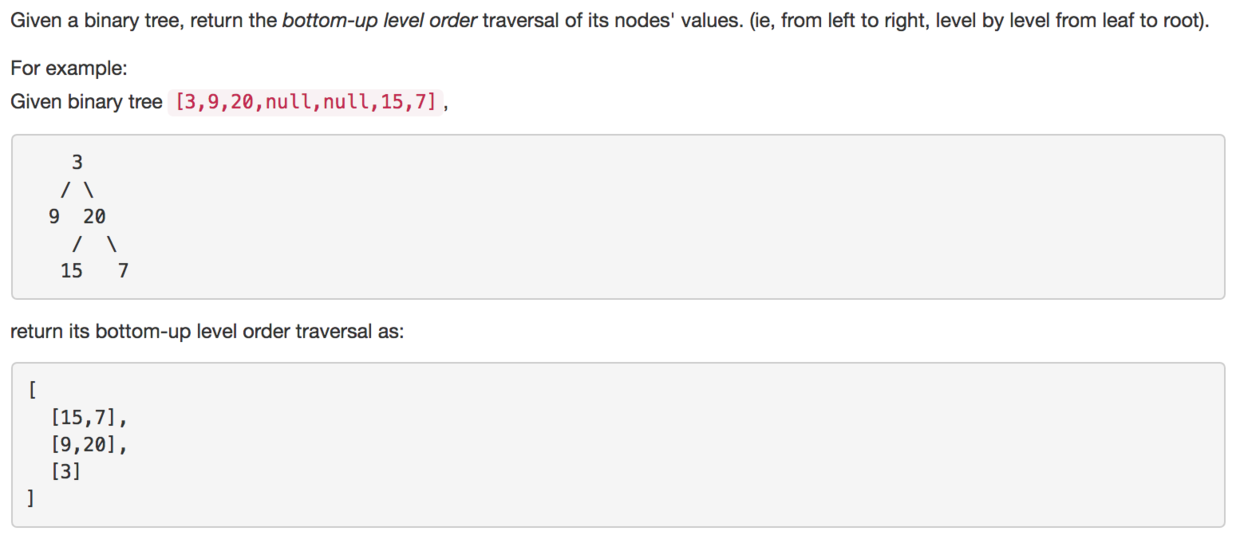 Given a binary tree, return the bottom-up level order traversal of its nodes' values. (ie, from left to right, level by level from leaf to root).
For example:
Given binary tree [3,9,20,null,null,15,7],
3
/ \
9 20
/ \
15 7
return its bottom-up level order traversal as:
[
[15,7],
[9,20],
[3]
]